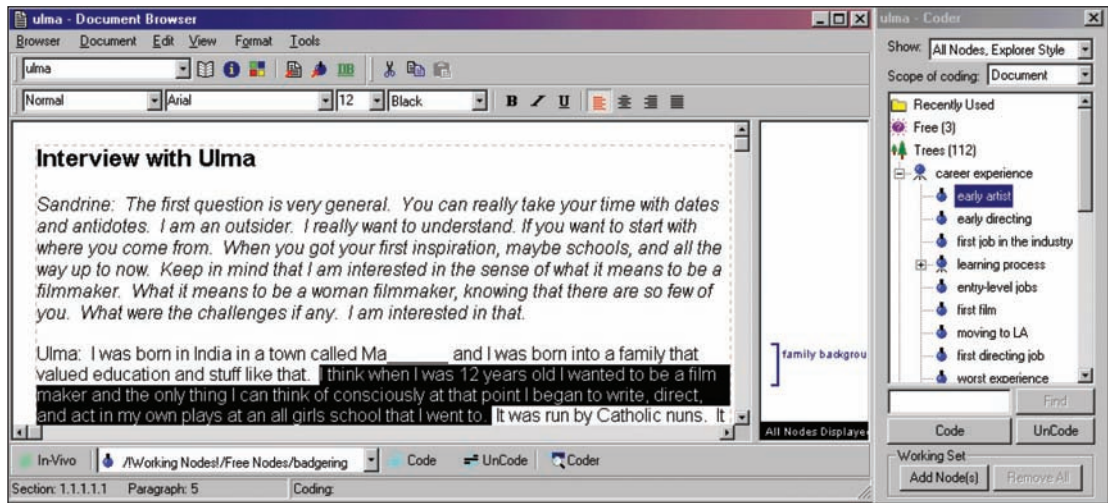 ulma - Document Browser
Browser Document Edit View Format Tools
ulma
DB
Normal Arial 12 Black B I U
Interview with Ulma
Sandrine: The first question is very general. You can really take your time with dates
and antidotes. I am an outsider. I really want to understand. If you want to start with
where you come from. When you got your first inspiration, maybe schools, and all the
way up to now. Keep in mind that I am interested in the sense of what it means to be a
filmmaker. What it means to be a woman filmmaker, knowing that there are so few of
you. What were the challenges if any. I am interested in that.
Ulma: I was born in India in a town called Ma______ and I was born into a family that
valued education and stuff like that. I think when I was 12 years old I wanted to be a film
maker and the only thing I can think of consciously at that point I began to write, direct,
and act in my own plays at an all girls school that I went to. It was run by Catholic nuns. It
family backgrou
All Nodes Displaye
In-Vivo /!Working Nodes!/Free Nodes/badgering Code UnCode Coder
Section: 1.1.1.1.1 Paragraph: 5 Coding:
ulma - Coder
Show: All Nodes, Explorer Style
Scope of coding: Document
Recently Used
Free (3)
Trees (112)
career experience
early artist
early directing
first job in the industry
learning process
entry-level jobs
first film
moving to LA
first directing job
worst experience
Find
Code UnCode
Working Set
Add Node(s) Remove All